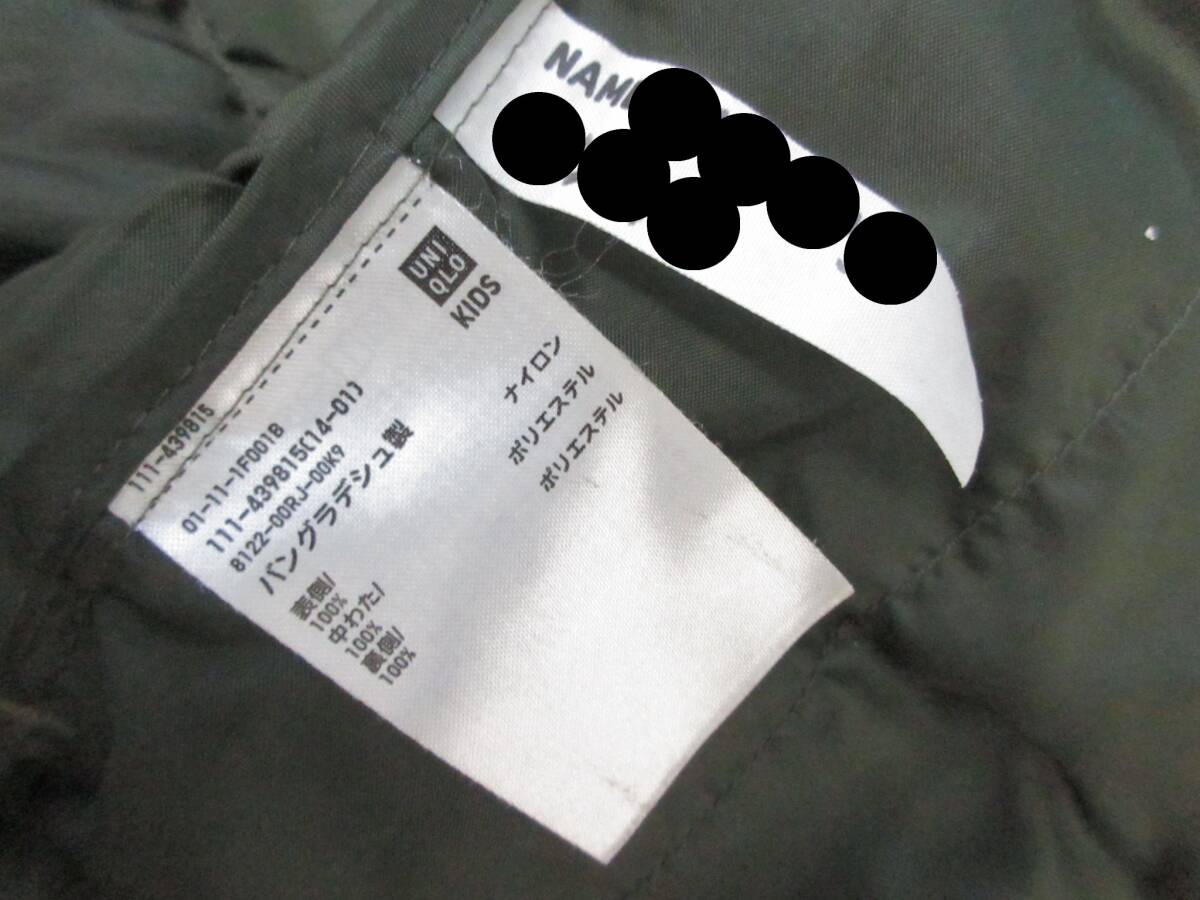 NAME
UNI
QLO
KIDS
111-439815
01-11-1F001B
111-439815(14-01)
8122-00RJ-00K9
バングラデシュ製
表側/
100% ナイロン
中わた/
100% ポリエステル
裏側/
100% ポリエステル